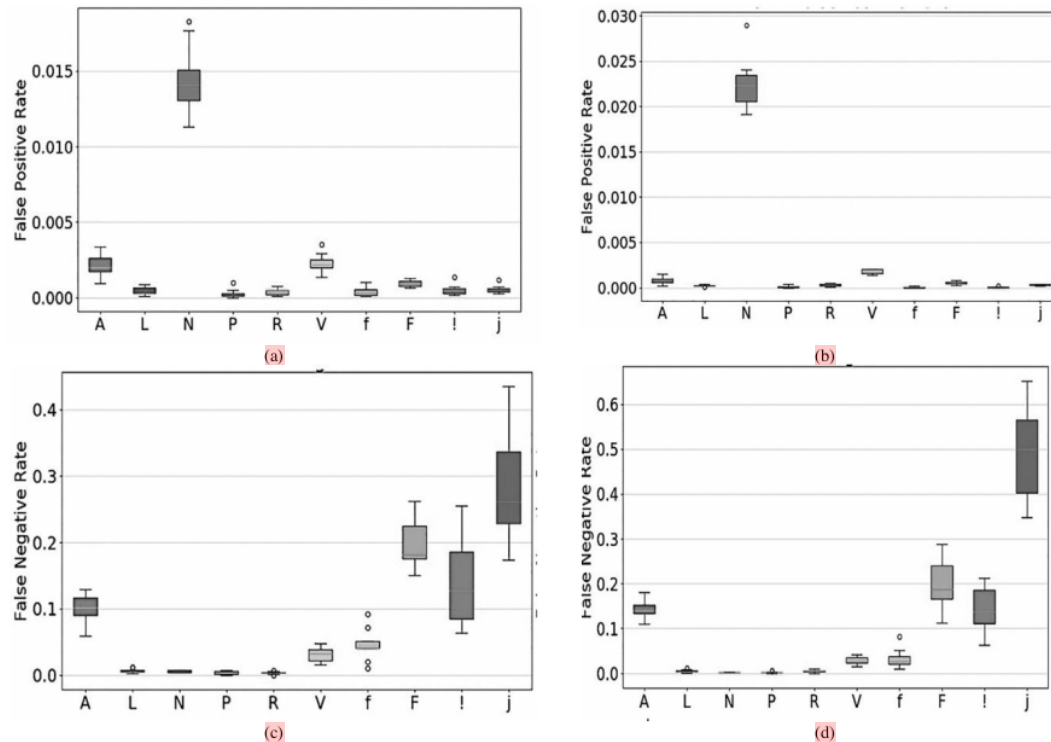 False Positive Rate
0.015
0.010
0.005
0.000
A L N P R V f F ! j
(a)
False Positive Rate
0.030
0.025
0.020
0.015
0.010
0.005
0.000
A L N P R V f F ! j
(b)
False Negative Rate
0.4
0.3
0.2
0.1
0.0
A L N P R V f F ! j
(c)
False Negative Rate
0.6
0.5
0.4
0.3
0.2
0.1
0.0
A L N P R V f F ! j
(d)